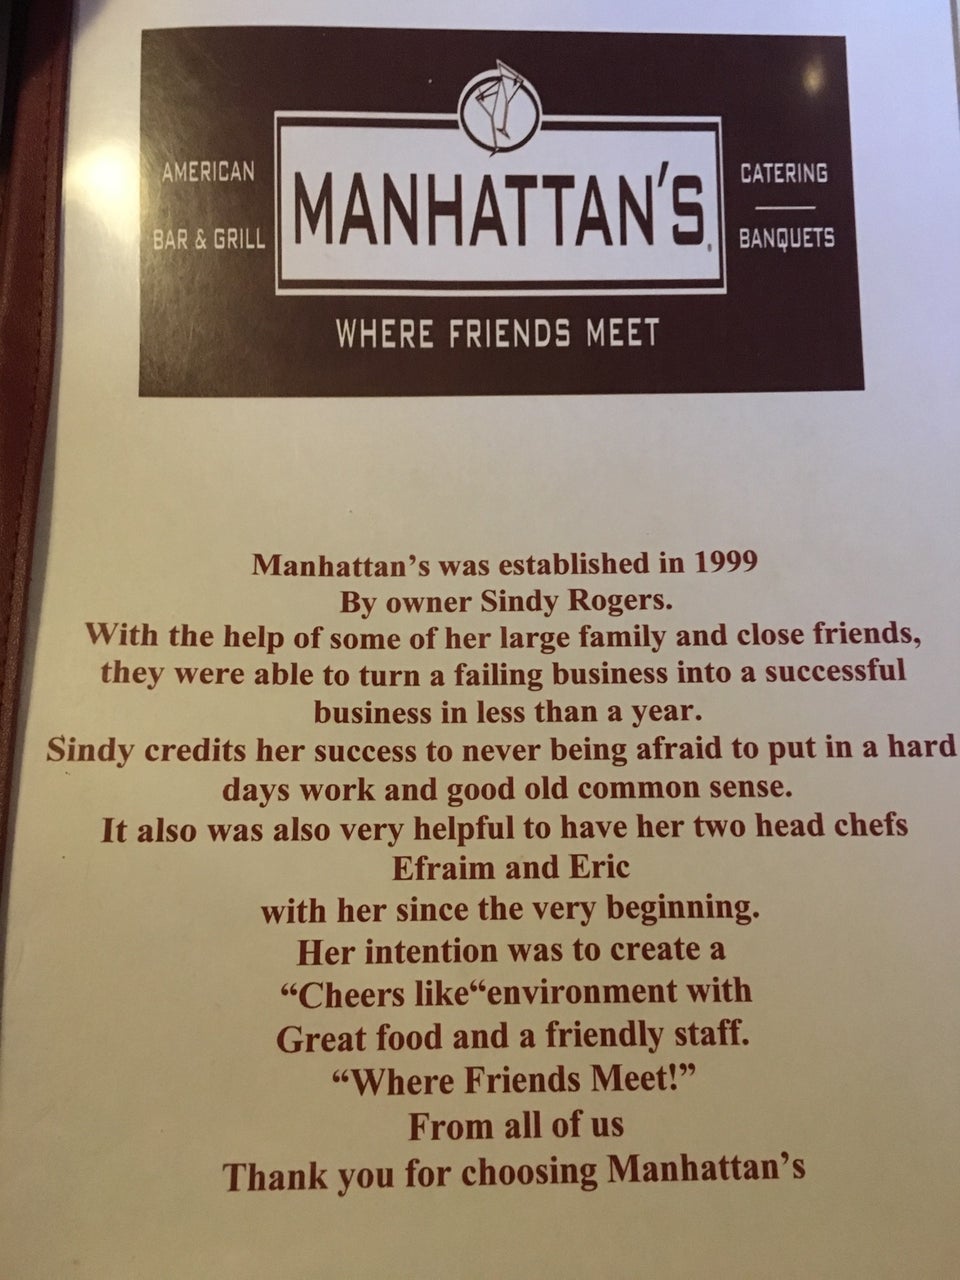 AMERICAN
BAR & GRILL
MANHATTAN'S
CATERING
BANQUETS
WHERE FRIENDS MEET
Manhattan’s was established in 1999
By owner Sindy Rogers.
With the help of some of her large family and close friends,
they were able to turn a failing business into a successful
business in less than a year.
Sindy credits her success to never being afraid to put in a hard
days work and good old common sense.
It also was also very helpful to have her two head chefs
Efraim and Eric
with her since the very beginning.
Her intention was to create a
“Cheers like“environment with
Great food and a friendly staff.
“Where Friends Meet!”
From all of us
Thank you for choosing Manhattan’s